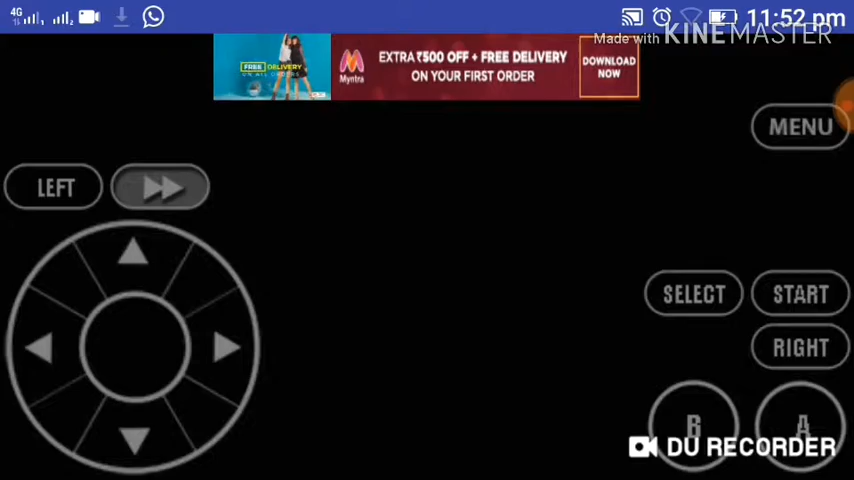 4G
11:52 pm
Made with KINEMASTER
FREE DELIVERY
ON ALL ORDERS
Myntra
EXTRA ₹500 OFF + FREE DELIVERY
ON YOUR FIRST ORDER
DOWNLOAD
NOW
MENU
LEFT
SELECT
START
RIGHT
B
A
DU RECORDER